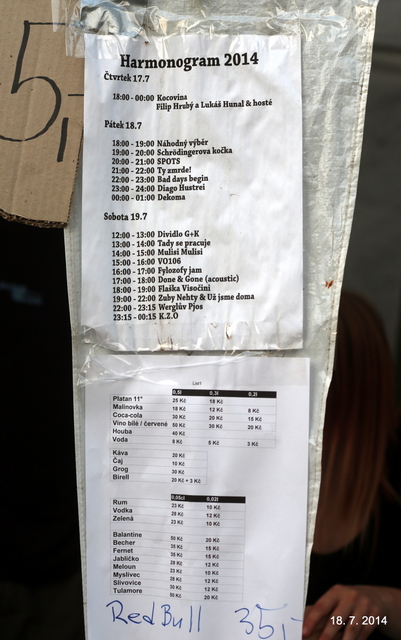 5,-
Harmonogram 2014
Čtvrtek 17.7
18:00 - 00:00 Kocovina
Filip Hrubý a Lukáš Hunal & hosté
Pátek 18.7
18:00 - 19:00 Náhodný výběr
19:00 - 20:00 Schrödingerova kočka
20:00 - 21:00 SPOTS
21:00 - 22:00 Ty zmrde!
22:00 - 23:00 Bad days begin
23:00 - 24:00 Diago Hustrei
00:00 - 01:00 Dekoma
Sobota 19.7
12:00 - 13:00 Dividlo G+K
13:00 - 14:00 Tady se pracuje
14:00 - 15:00 Mulisi Mulisi
15:00 - 16:00 VO106
16:00 - 17:00 Fylozofy jam
17:00 - 18:00 Done & Gone (acoustic)
18:00 - 19:00 Flaška Visočini
19:00 - 22:00 Zuby Nehty & Už jsme doma
22:00 - 23:15 Werglův Pjos
23:15 - 00:15 K.Z.O
0,5l 0,3l 0,2l
Platan 11° 25 Kč 18 Kč
Malinovka 18 Kč 12 Kč 8 Kč
Coca-cola 30 Kč 20 Kč 15 Kč
Víno bílé / červené 50 Kč 30 Kč 20 Kč
Houba 40 Kč
Voda 8 Kč 5 Kč 3 Kč
Káva 20 Kč
Čaj 10 Kč
Grog 30 Kč
Birell 20 Kč + 3 Kč
0,05cl 0,02l
Rum 23 Kč 10 Kč
Vodka 28 Kč 12 Kč
Zelená 23 Kč 10 Kč
Balantine 50 Kč 20 Kč
Becher 35 Kč 15 Kč
Fernet 35 Kč 15 Kč
Jablíčko 28 Kč 12 Kč
Meloun 28 Kč 12 Kč
Myslivec 28 Kč 12 Kč
Slivovice 28 Kč 12 Kč
Tulamore 50 Kč 20 Kč
Red Bull 35,-
18. 7. 2014